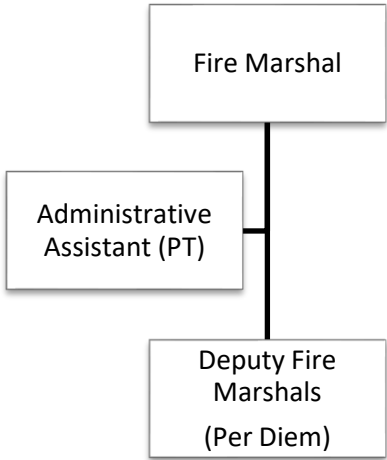 Fire Marshal
Administrative
Assistant (PT)
Deputy Fire
Marshals
(Per Diem)